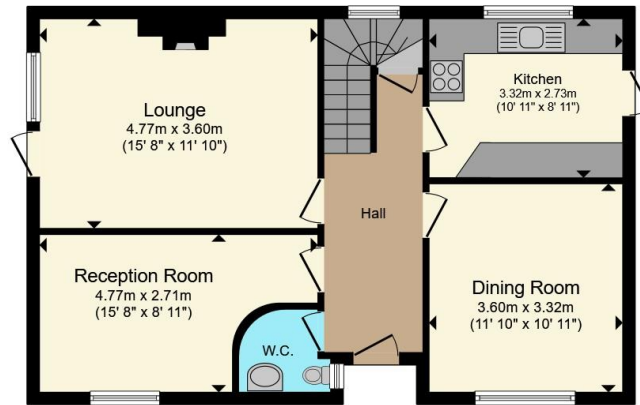 Lounge
4.77m x 3.60m
(15' 8" x 11' 10")
Kitchen
3.32m x 2.73m
(10' 11" x 8' 11")
Hall
Reception Room
4.77m x 2.71m
(15' 8" x 8' 11")
W.C.
Dining Room
3.60m x 3.32m
(11' 10" x 10' 11")